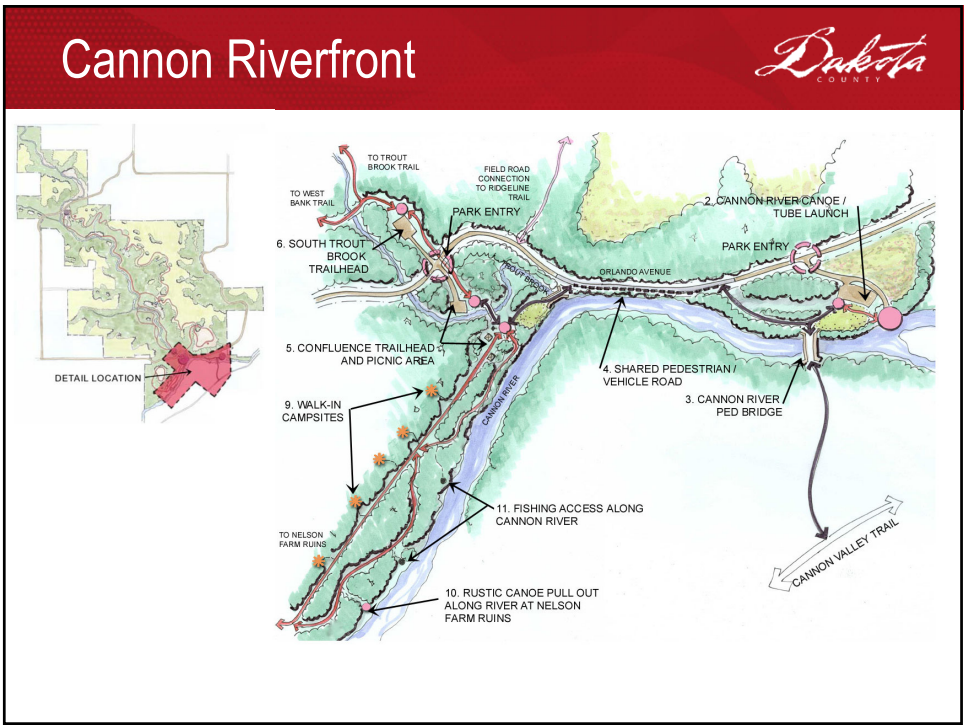 Cannon Riverfront
Dakota
COUNTY
DETAIL LOCATION
TO TROUT
BROOK TRAIL
TO WEST
BANK TRAIL
FIELD ROAD
CONNECTION
TO RIDGELINE
TRAIL
PARK ENTRY
2. CANNON RIVER CANOE /
TUBE LAUNCH
PARK ENTRY
6. SOUTH TROUT
BROOK
TRAILHEAD
TROUT BROOK
ORLANDO AVENUE
5. CONFLUENCE TRAILHEAD
AND PICNIC AREA
4. SHARED PEDESTRIAN /
VEHICLE ROAD
3. CANNON RIVER
PED BRIDGE
9. WALK-IN
CAMPSITES
CANNON RIVER
11. FISHING ACCESS ALONG
CANNON RIVER
TO NELSON
FARM RUINS
CANNON VALLEY TRAIL
10. RUSTIC CANOE PULL OUT
ALONG RIVER AT NELSON
FARM RUINS